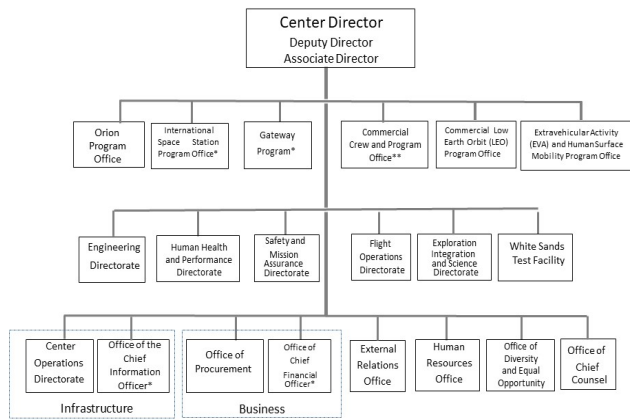 Center Director
Deputy Director
Associate Director
Orion
Program
Office
International
Space Station
Program Office*
Gateway
Program*
Commercial
Crew and Program
Office**
Commercial Low
Earth Orbit (LEO)
Program Office
Extravehicular Activity
(EVA) and Human Surface
Mobility Program Office
Engineering
Directorate
Human Health
and Performance
Directorate
Safety and
Mission
Assurance
Directorate
Flight
Operations
Directorate
Exploration
Integration
and Science
Directorate
White Sands
Test Facility
Center
Operations
Directorate
Office of the
Chief
Information
Officer*
Office of
Procurement
Office of
Chief
Financial
Officer*
External
Relations
Office
Human
Resources
Office
Office of
Diversity and
Equal
Opportunity
Office of
Chief
Counsel
Infrastructure
Business